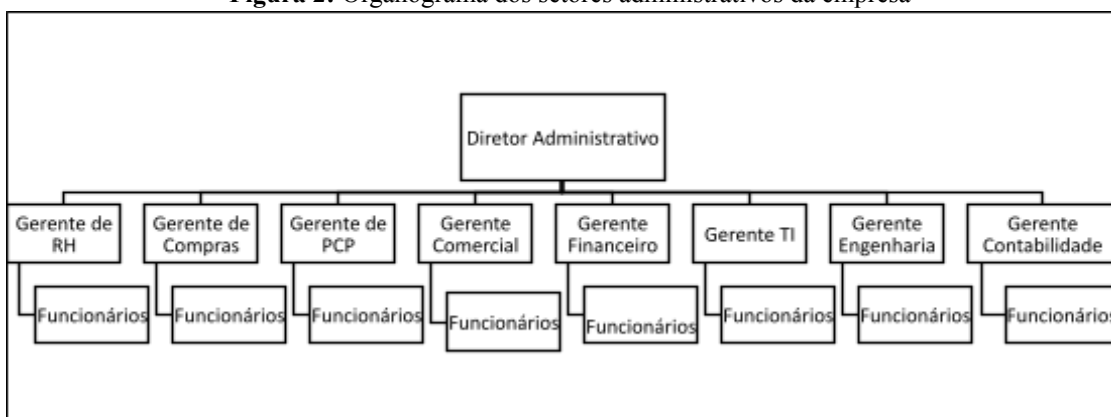 Figura 2: Organograma dos setores administrativos da empresa
Diretor Administrativo
Gerente de
RH
Gerente de
Compras
Gerente de
PCP
Gerente
Comercial
Gerente
Financeiro
Gerente TI
Gerente
Engenharia
Gerente
Contabilidade
Funcionários
Funcionários
Funcionários
Funcionários
Funcionários
Funcionários
Funcionários
Funcionários